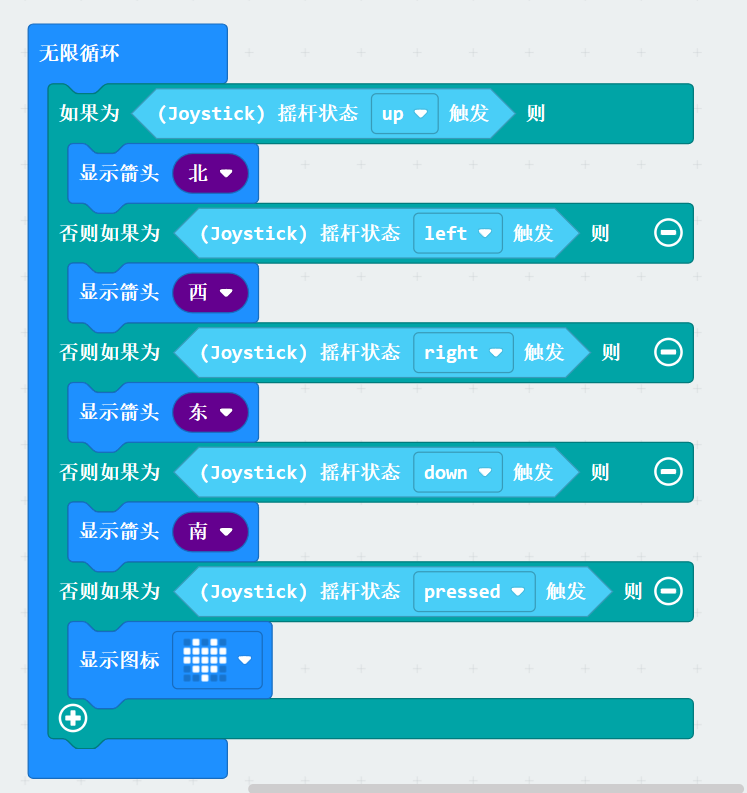 无限循环
如果为 (Joystick) 摇杆状态 up 触发 则
显示箭头 北
否则如果为 (Joystick) 摇杆状态 left 触发 则
显示箭头 西
否则如果为 (Joystick) 摇杆状态 right 触发 则
显示箭头 东
否则如果为 (Joystick) 摇杆状态 down 触发 则
显示箭头 南
否则如果为 (Joystick) 摇杆状态 pressed 触发 则
显示图标